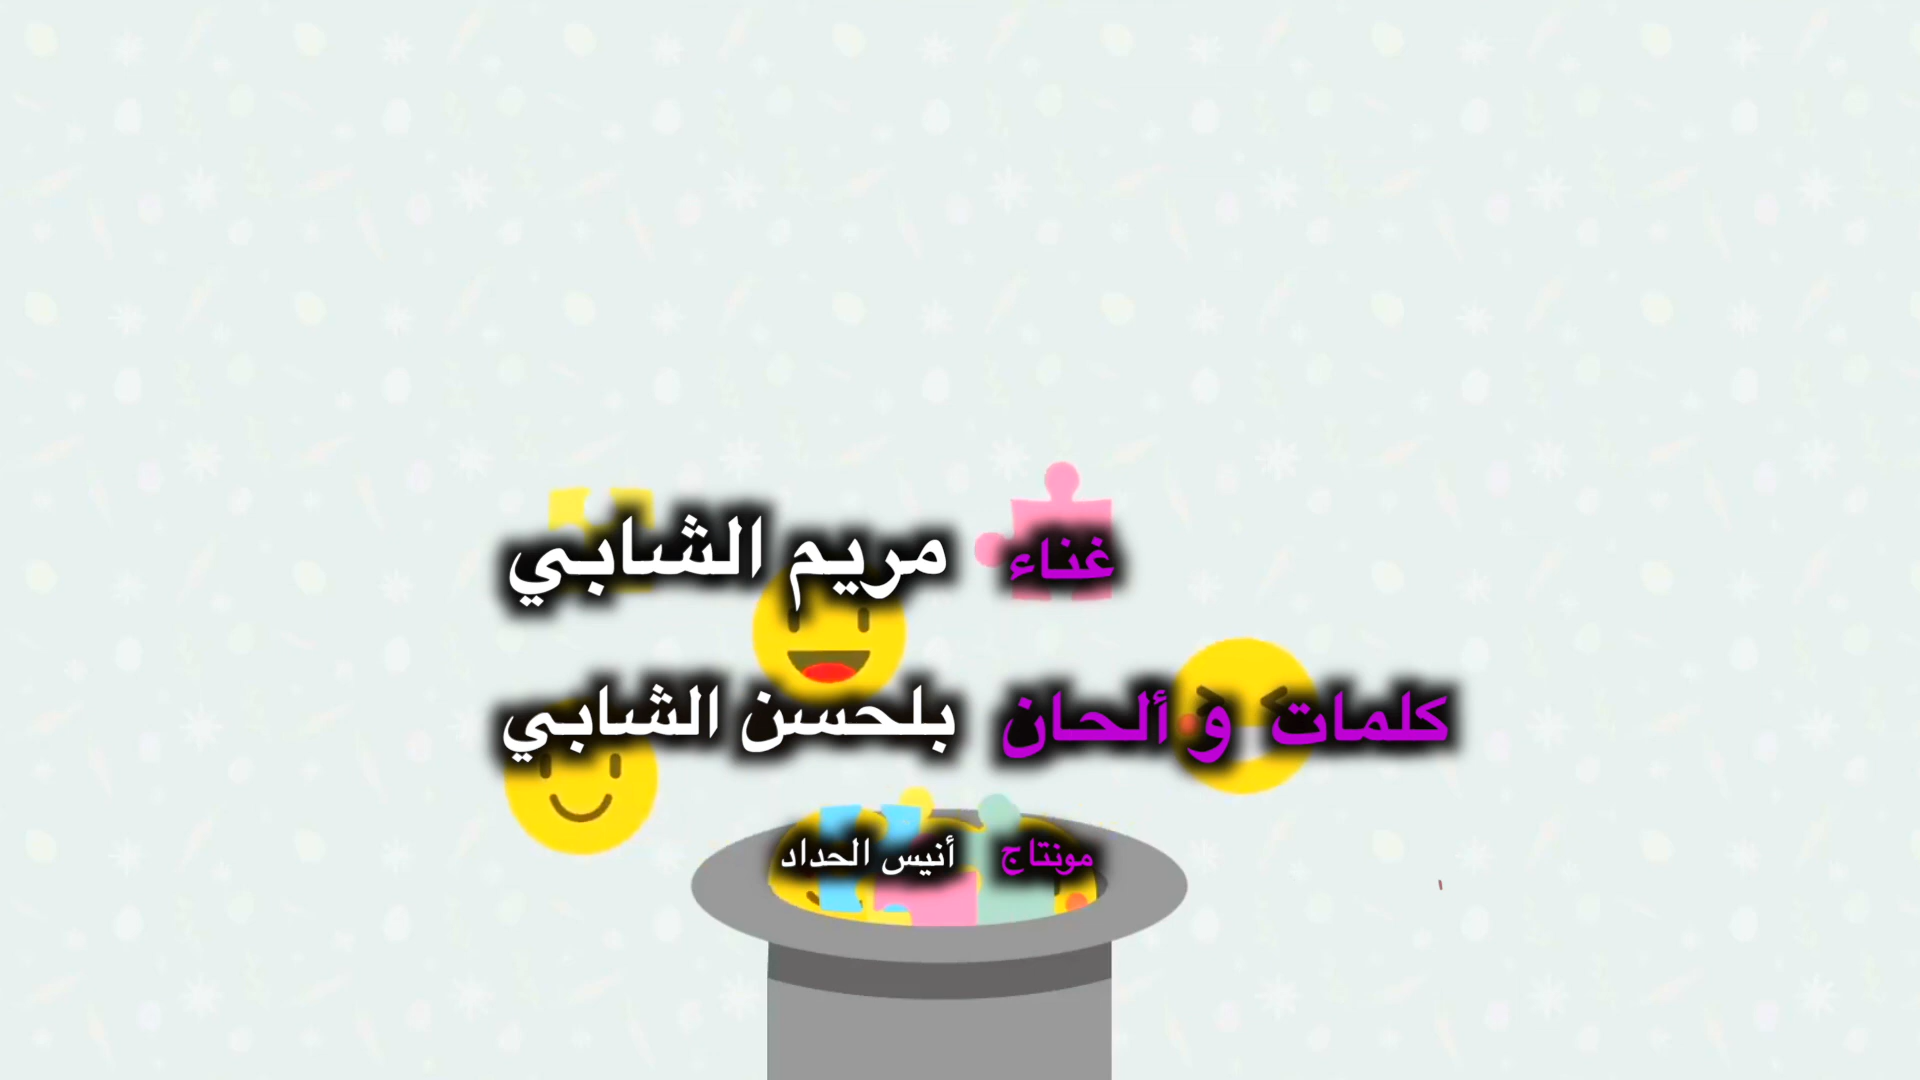 غناء مريم الشابي
كلمات و ألحان بلحسن الشابي
مونتاج أنيس الحداد